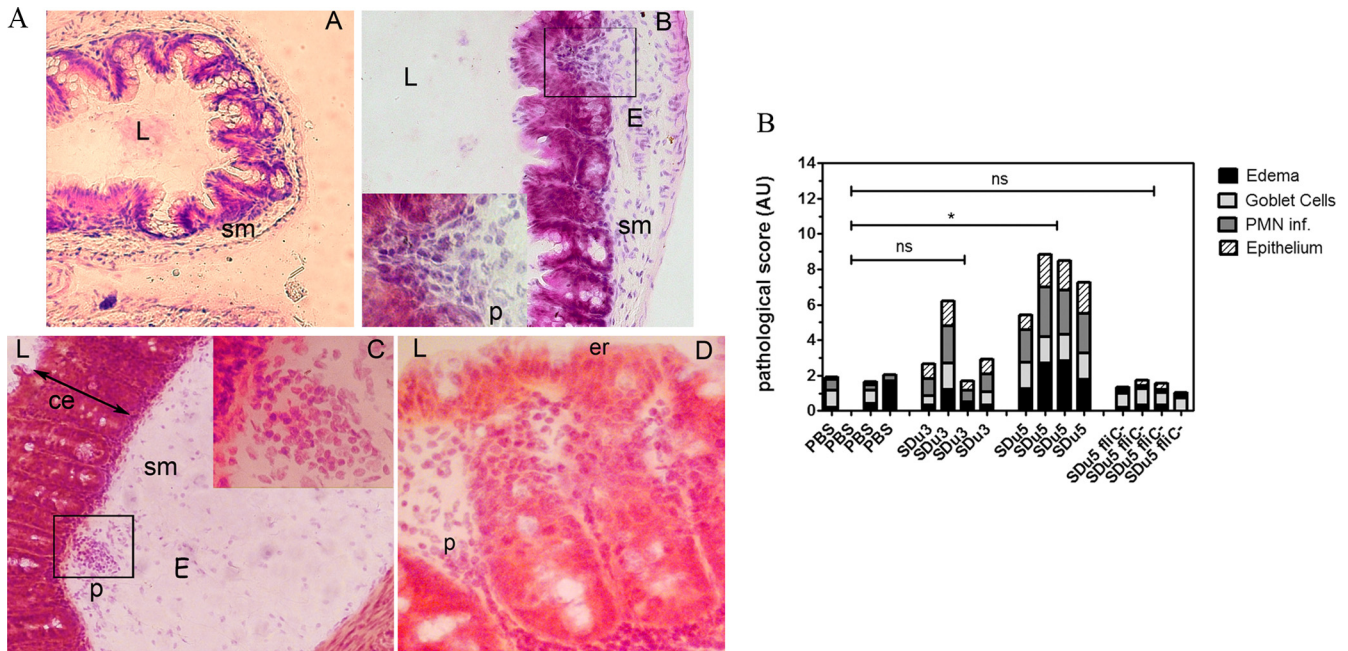 A
A
L
sm
B
L
E
sm
p
L
C
ce
sm
E
p
L
er
D
p
B
pathological score (AU)
14
12
10
8
6
4
2
0
ns
*
ns
Edema
Goblet Cells
PMN inf.
Epithelium
PBS PBS PBS PBS SDu3 SDu3 SDu3 SDu3 SDu5 SDu5 SDu5 SDu5 SDu5 fliC- SDu5 fliC- SDu5 fliC- SDu5 fliC-